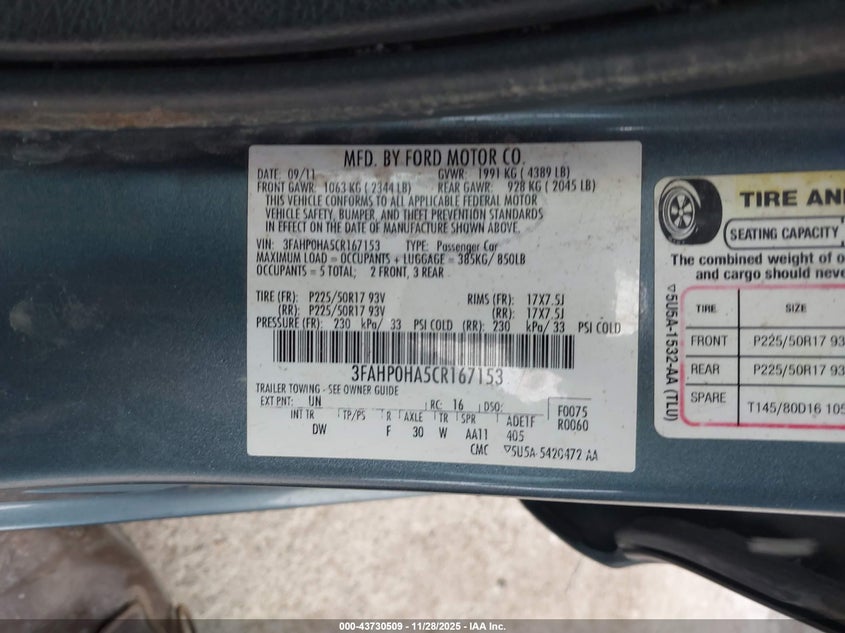 MFD. BY FORD MOTOR CO.
DATE: 09/11 GVWR: 1991 KG ( 4389 LB)
FRONT GAWR: 1063 KG ( 2344 LB) REAR GAWR: 928 KG ( 2045 LB)
THIS VEHICLE CONFORMS TO ALL APPLICABLE FEDERAL MOTOR
VEHICLE SAFETY, BUMPER, AND THEFT PREVENTION STANDARDS
IN EFFECT ON THE DATE OF MANUFACTURE SHOWN ABOVE.
VIN: 3FAHP0HA5CR167153 TYPE: Passenger Car
MAXIMUM LOAD = OCCUPANTS + LUGGAGE = 385KG/ 850LB
OCCUPANTS = 5 TOTAL; 2 FRONT, 3 REAR
TIRE (FR): P225/50R17 93V RIMS (FR): 17X7.5J
(RR): P225/50R17 93V (RR): 17X7.5J
PRESSURE (FR): 230 kPa/ 33 PSI COLD (RR): 230 kPa/ 33 PSI COLD
3FAHP0HA5CR167153
TRAILER TOWING - SEE OWNER GUIDE
EXT PNT: UN RC: 16 DSO: F0075
INT TR TP/PS R AXLE TR SPR ADE1F R0060
DW F 30 W AA11 405
CMC ▽5U5A-5420472-AA
TIRE AN
SEATING CAPACITY
The combined weight of o
and cargo should neve
▽5U5A-1532-AA (TLU)
TIRE SIZE
FRONT P225/50R17 93
REAR P225/50R17 93
SPARE T145/80D16 105
000-43730509 | 11/28/2025 - IAA Inc.